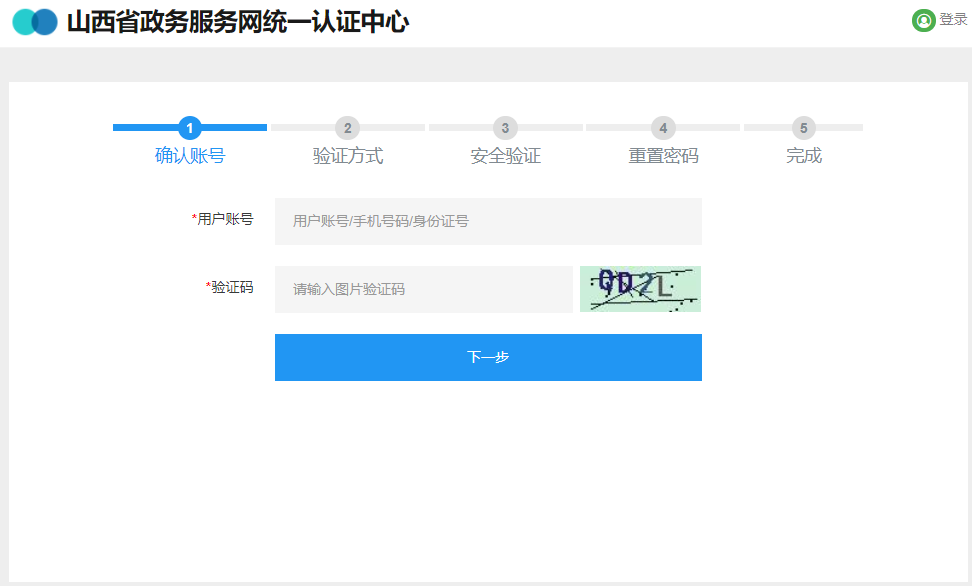 山西省政务服务网统一认证中心
登录
1 2 3 4 5
确认账号 验证方式 安全验证 重置密码 完成
*用户账号 用户账号/手机号码/身份证号
*验证码 请输入图片验证码
下一步